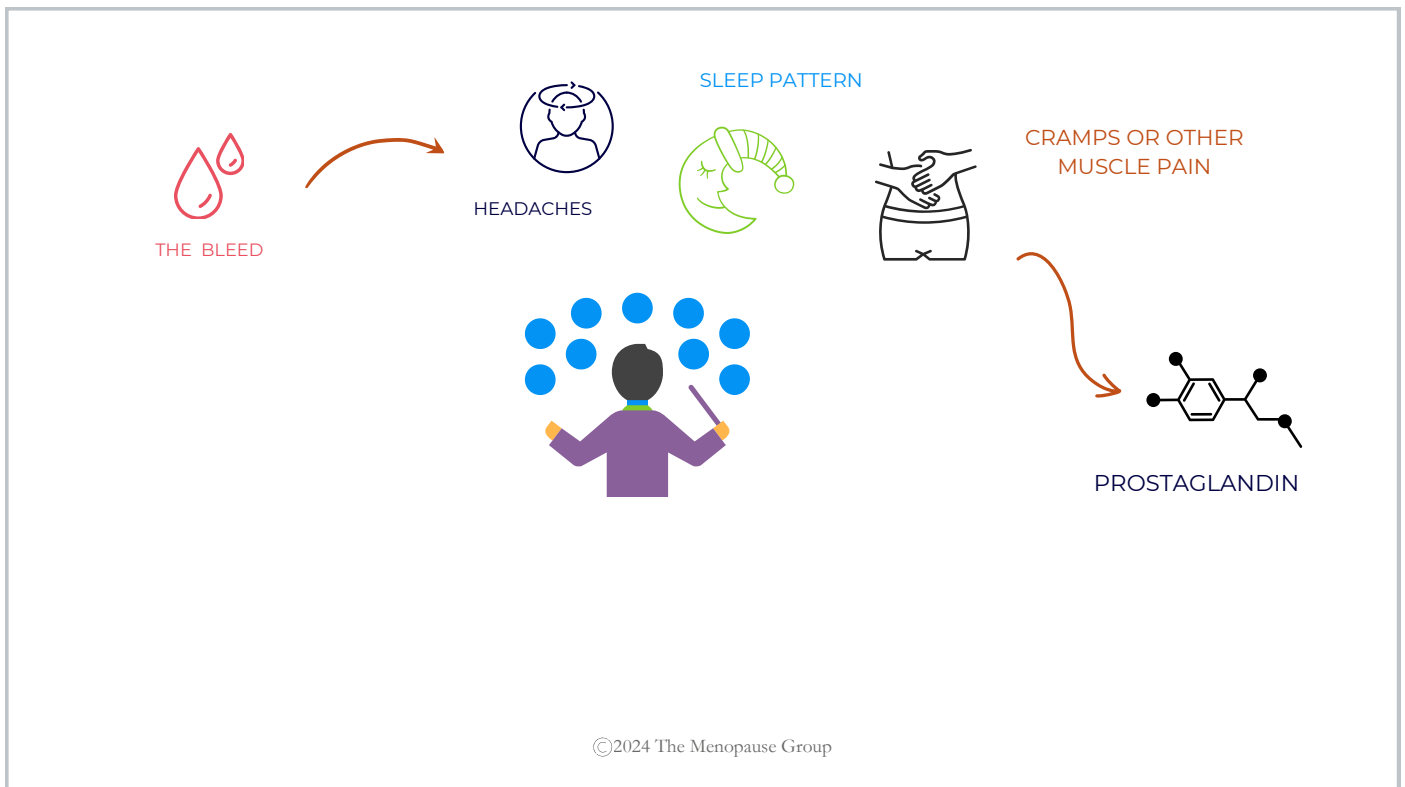 SLEEP PATTERN
CRAMPS OR OTHER
MUSCLE PAIN
HEADACHES
THE BLEED
PROSTAGLANDIN
©2024 The Menopause Group